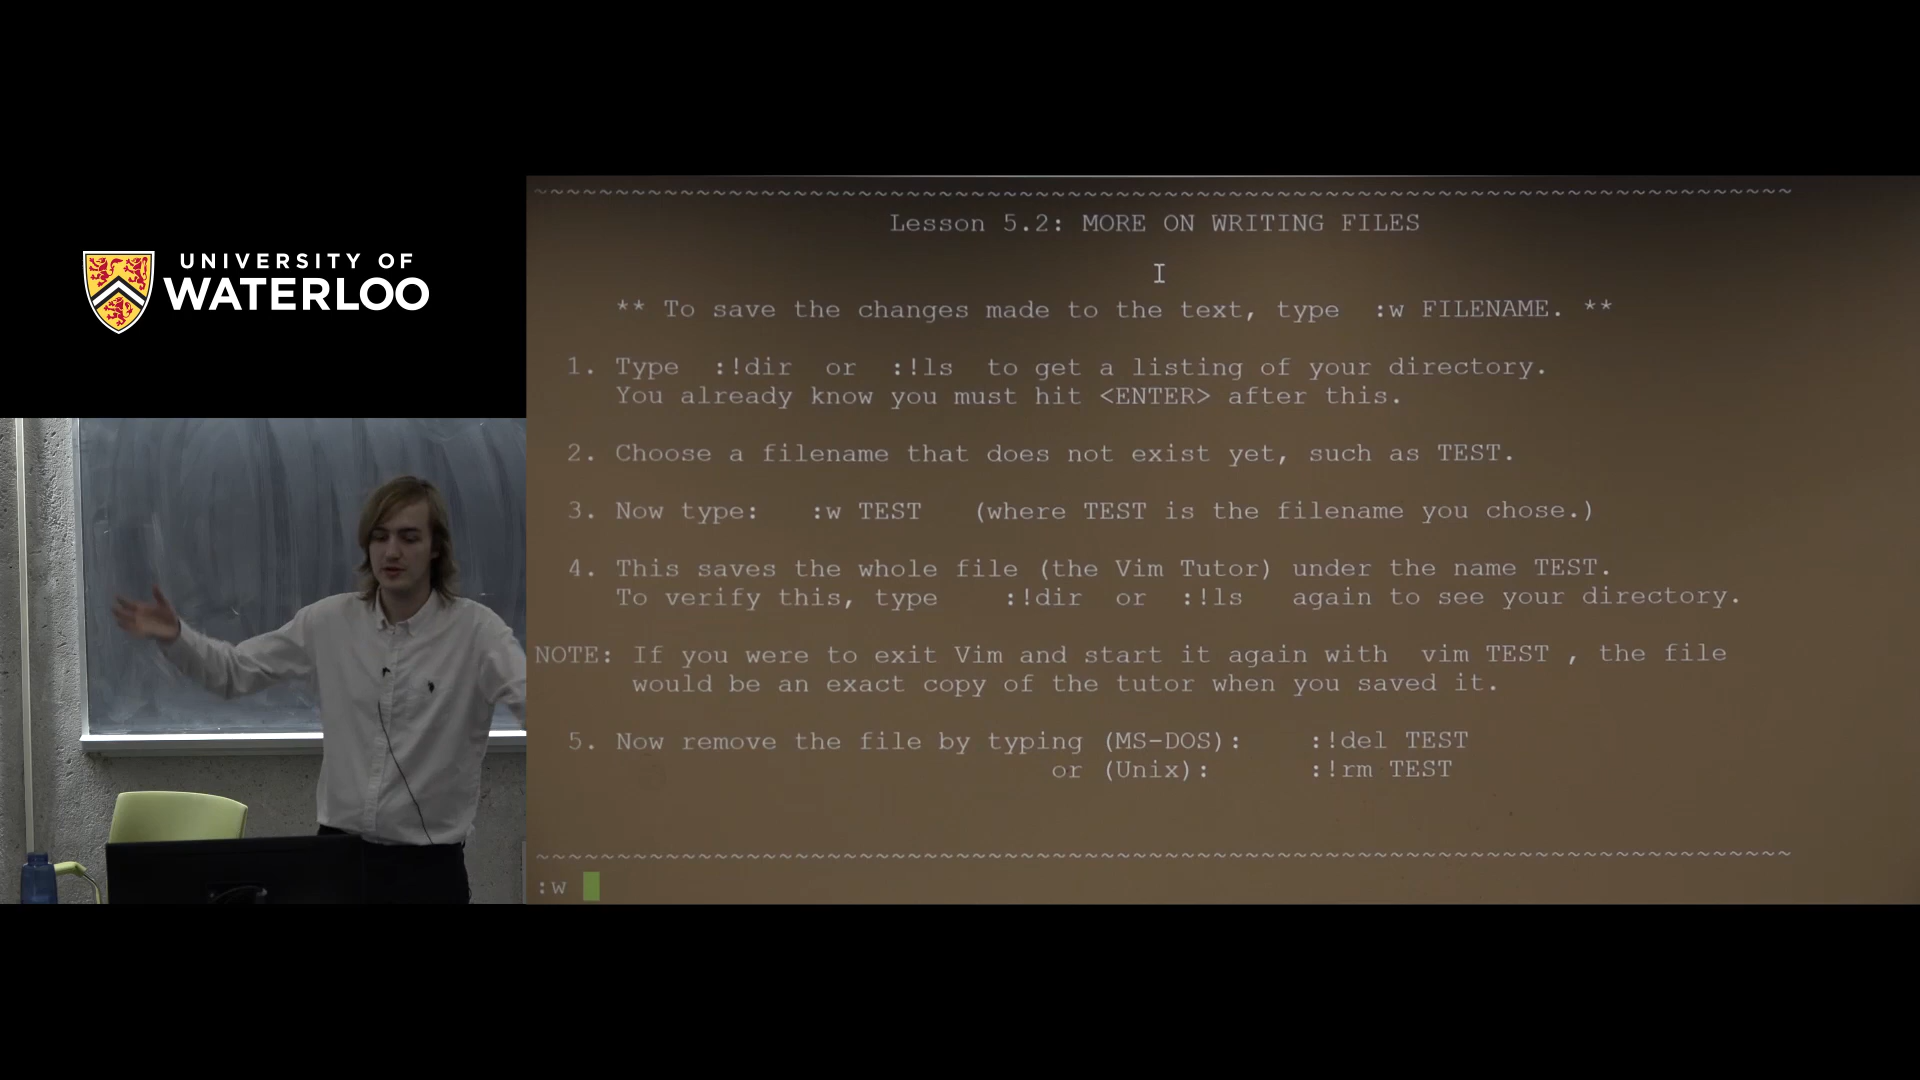 UNIVERSITY OF
WATERLOO
~~~~~~~~~~~~~~~~~~~~~~~~~~~~~~~~~~~~~~~~~~~~~~~~~~~~~~~~~~~~~~~~~~~~~~~~~~~~~~
Lesson 5.2: MORE ON WRITING FILES
** To save the changes made to the text, type :w FILENAME. **
1. Type :!dir or :!ls to get a listing of your directory.
You already know you must hit <ENTER> after this.
2. Choose a filename that does not exist yet, such as TEST.
3. Now type: :w TEST (where TEST is the filename you chose.)
4. This saves the whole file (the Vim Tutor) under the name TEST.
To verify this, type :!dir or :!ls again to see your directory.
NOTE: If you were to exit Vim and start it again with vim TEST , the file
would be an exact copy of the tutor when you saved it.
5. Now remove the file by typing (MS-DOS): :!del TEST
or (Unix): :!rm TEST
~~~~~~~~~~~~~~~~~~~~~~~~~~~~~~~~~~~~~~~~~~~~~~~~~~~~~~~~~~~~~~~~~~~~~~~~~~~~~~
:w